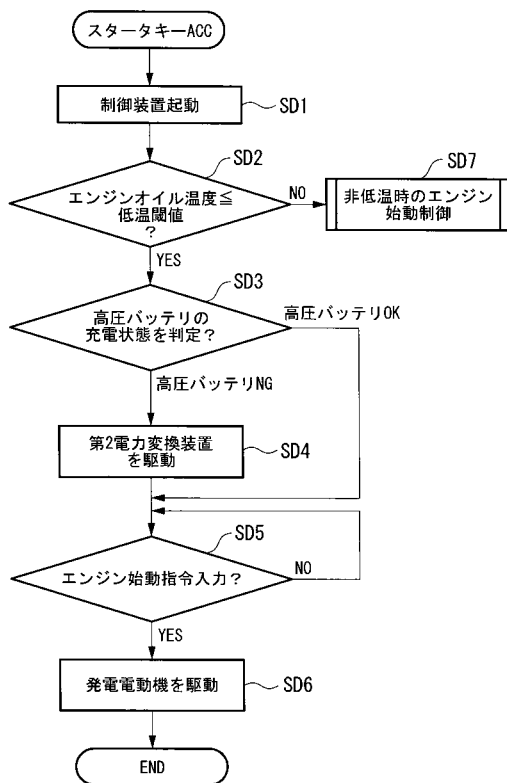 スタータキーACC
制御装置起動
SD1
SD2
エンジンオイル温度≦
低温閾値
?
NO
SD7
非低温時のエンジン
始動制御
YES
SD3
高圧バッテリの
充電状態を判定?
高圧バッテリOK
高圧バッテリNG
第2電力変換装置
を駆動
SD4
SD5
エンジン始動指令入力?
NO
YES
発電電動機を駆動
SD6
END